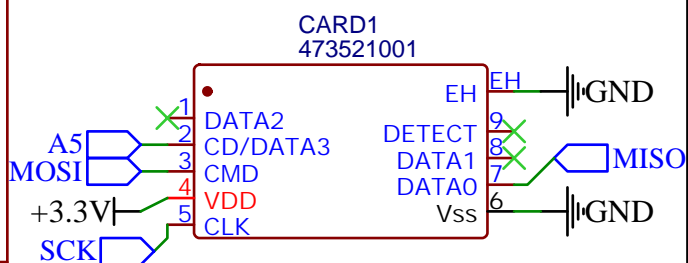 CARD1
473521001
EH
EH
GND
1
DATA2
9
DETECT
A5
2
CD/DATA3
8
DATA1
MOSI
3
CMD
7
DATA0
MISO
+3.3V
4
VDD
6
Vss
GND
SCK
5
CLK